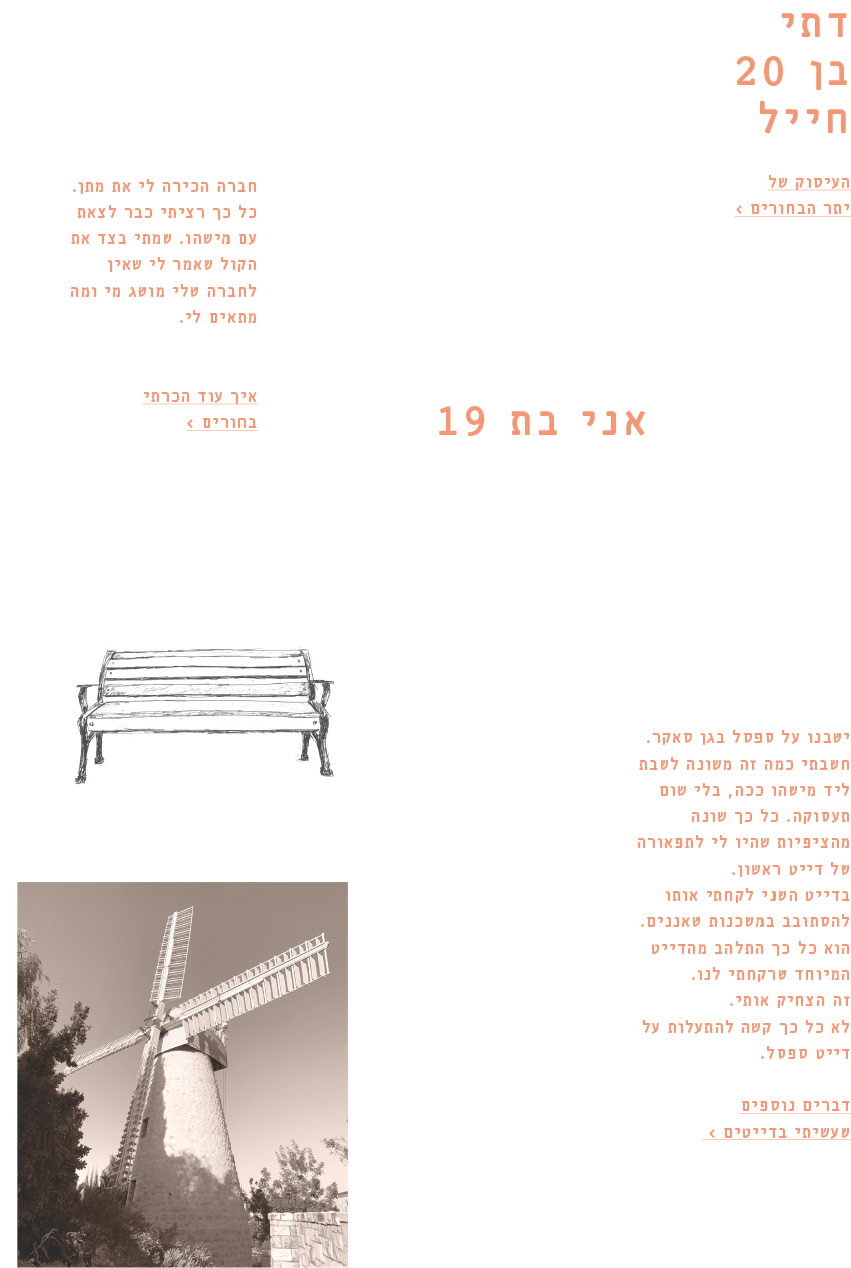 דתי
בן 20
חייל
העיסוק של
יתר הבחורים >
חברה הכירה לי את מתן.
כל כך רציתי כבר לצאת
עם מישהו. שמתי בצד את
הקול שאמר לי שאין
לחברה שלי מושג מי ומה
מתאים לי.
איך עוד הכרתי
בחורים >
אני בת 19
ישבנו על ספסל בגן סאקר.
חשבתי כמה זה משונה לשבת
ליד מישהו ככה, בלי שום
תעסוקה. כל כך שונה
מהציפיות שהיו לי לתפאורה
של דייט ראשון.
בדייט השני לקחתי אותו
להסתובב במשכנות שאננים.
הוא כל כך התלהב מהדייט
המיוחד שרקחתי לנו.
זה הצחיק אותי.
לא כל כך קשה להתעלות על
דייט ספסל.
דברים נוספים
שעשיתי בדייטים >